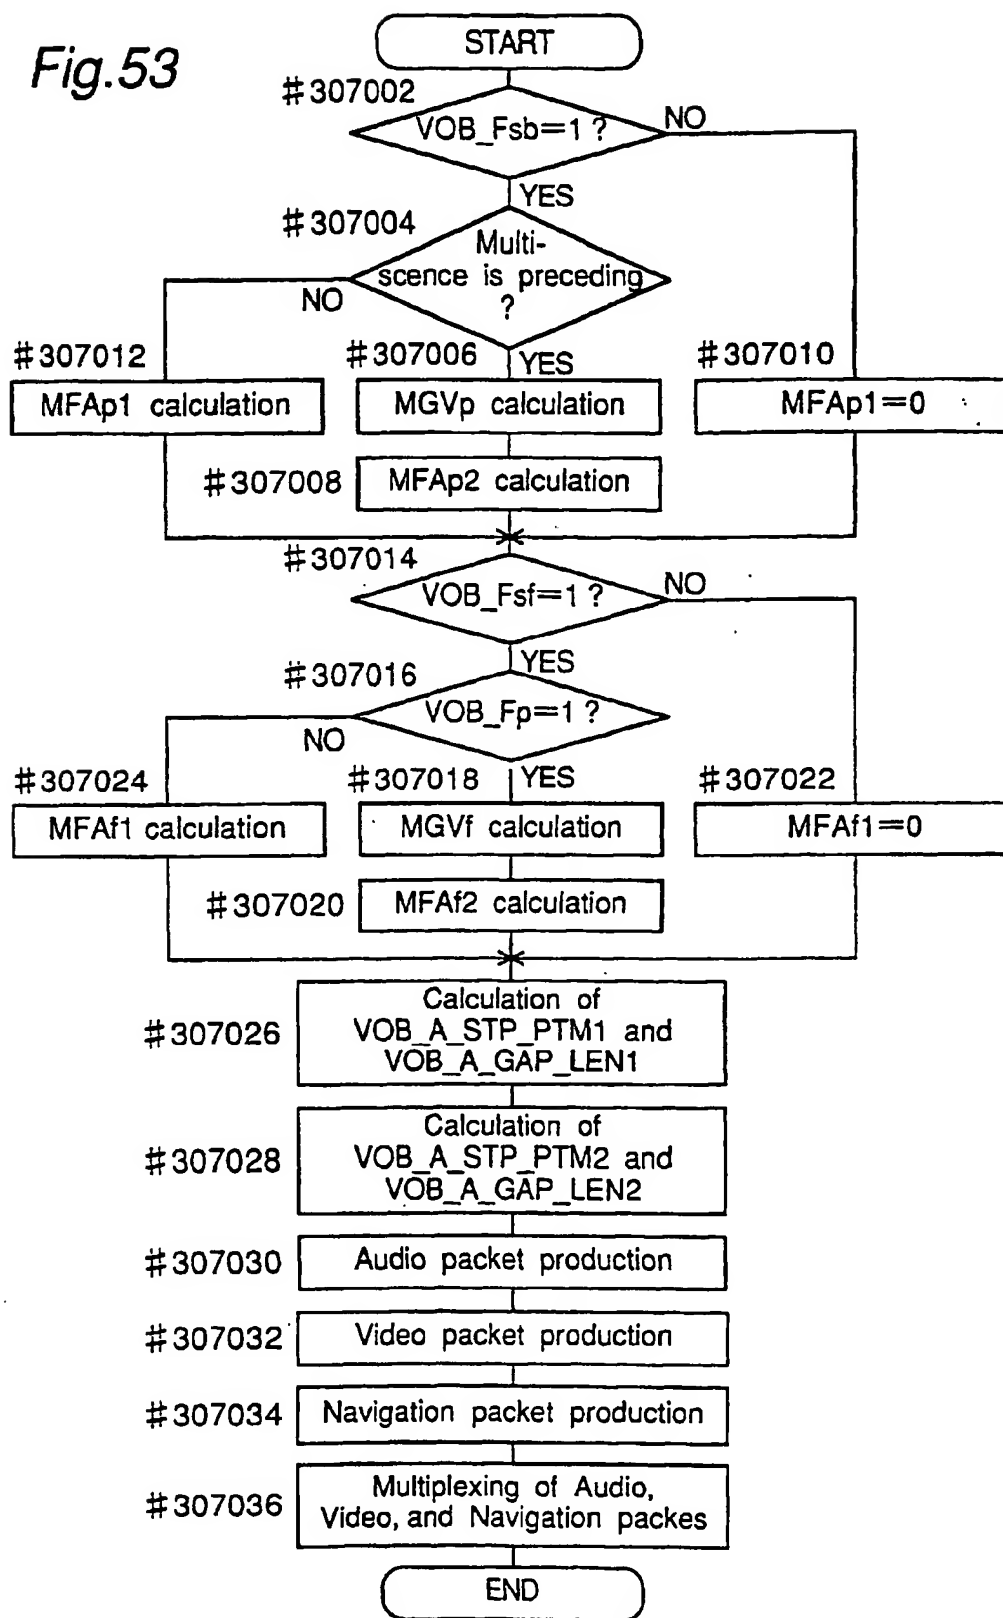 Fig.53
START
#307002
VOB_Fsb=1 ?
NO
YES
#307004
Multi-
scence is preceding
?
NO
YES
#307012
#307006
#307010
MFAp1 calculation
MGVp calculation
MFAp1=0
#307008
MFAp2 calculation
#307014
VOB_Fsf=1 ?
NO
YES
#307016
VOB_Fp=1 ?
NO
YES
#307024
#307018
#307022
MFAf1 calculation
MGVf calculation
MFAf1=0
#307020
MFAf2 calculation
#307026
Calculation of
VOB_A_STP_PTM1 and
VOB_A_GAP_LEN1
#307028
Calculation of
VOB_A_STP_PTM2 and
VOB_A_GAP_LEN2
#307030
Audio packet production
#307032
Video packet production
#307034
Navigation packet production
#307036
Multiplexing of Audio,
Video, and Navigation packes
END